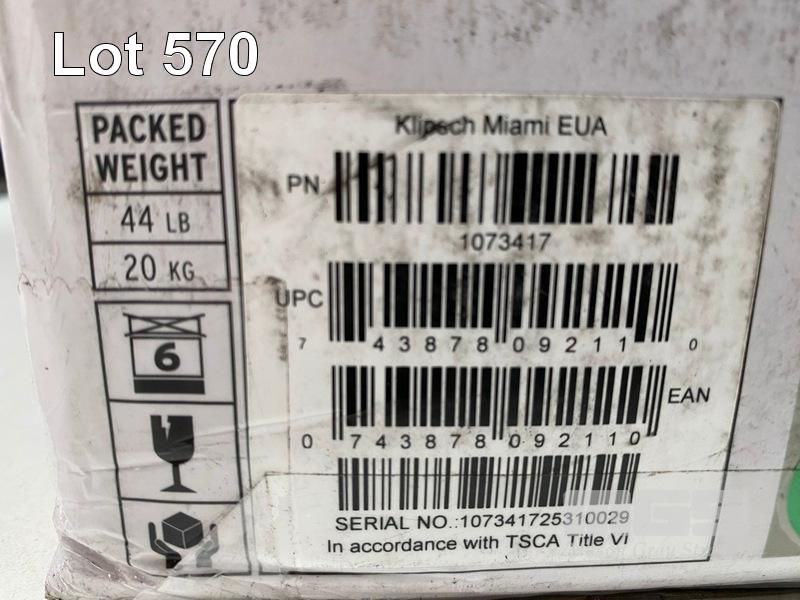 Lot 570
PACKED
WEIGHT
44 LB
20 KG
6
Klipsch Miami EUA
PN
1073417
UPC
7 43878 09211 0
EAN
0 743878 092110
SERIAL NO.:107341725310029
In accordance with TSCA Title VI